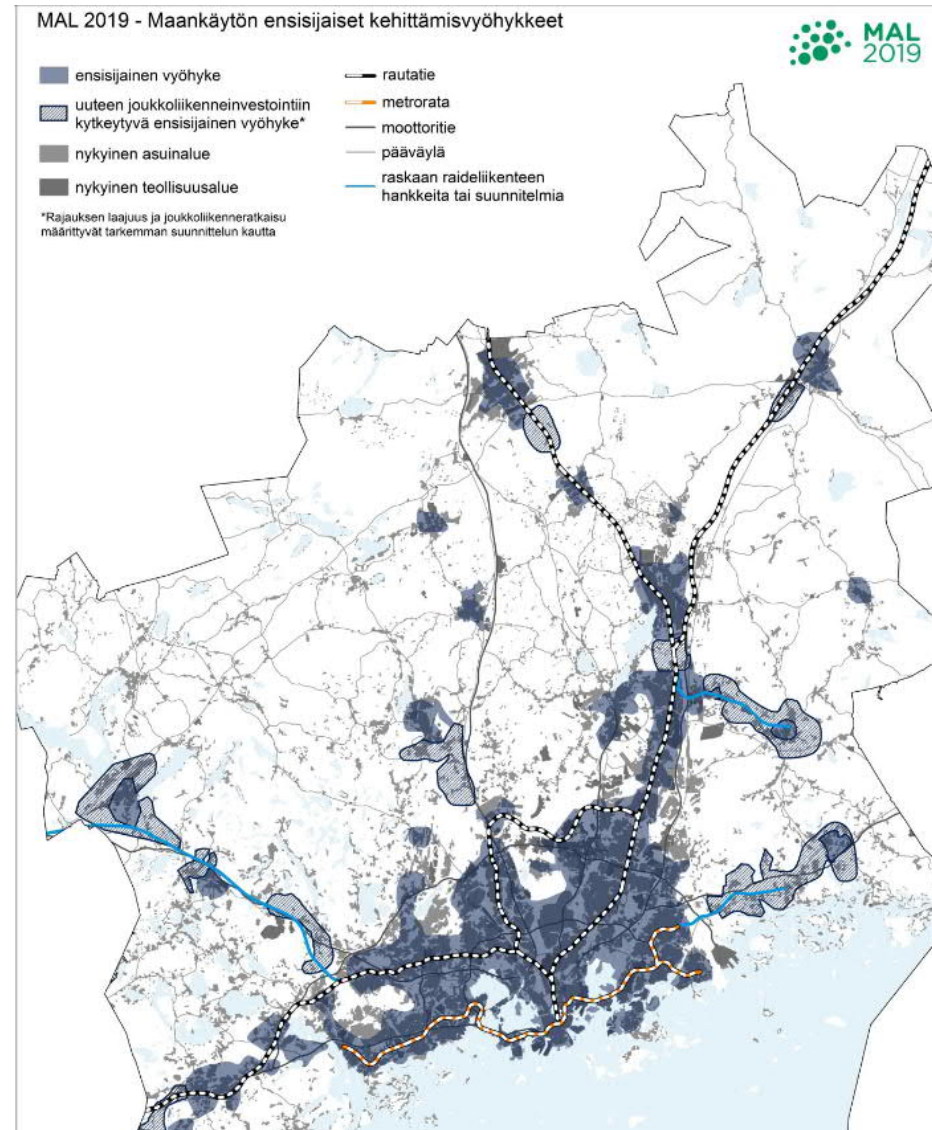 MAL 2019 - Maankäytön ensisijaiset kehittämisvyöhykkeet
MAL
2019
ensisijainen vyöhyke
uuteen joukkoliikenneinvestointiin
kytkeytyvä ensisijainen vyöhyke*
nykyinen asuinalue
nykyinen teollisuusalue
*Rajauksen laajuus ja joukkoliikenneratkaisu
määrittyvät tarkemman suunnittelun kautta
rautatie
metrorata
moottoritie
pääväylä
raskaan raideliikenteen
hankkeita tai suunnitelmia